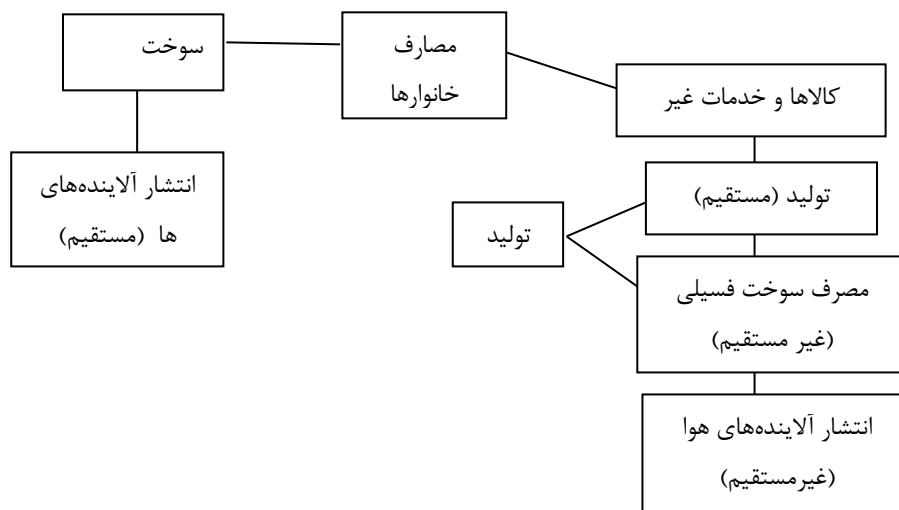 سوخت
مصارف
خانوارها
کالاها و خدمات غیر
انتشار آلاینده‌های
ها (مستقیم)
تولید (مستقیم)
تولید
مصرف سوخت فسیلی
(غیر مستقیم)
انتشار آلاینده‌های هوا
(غیرمستقیم)